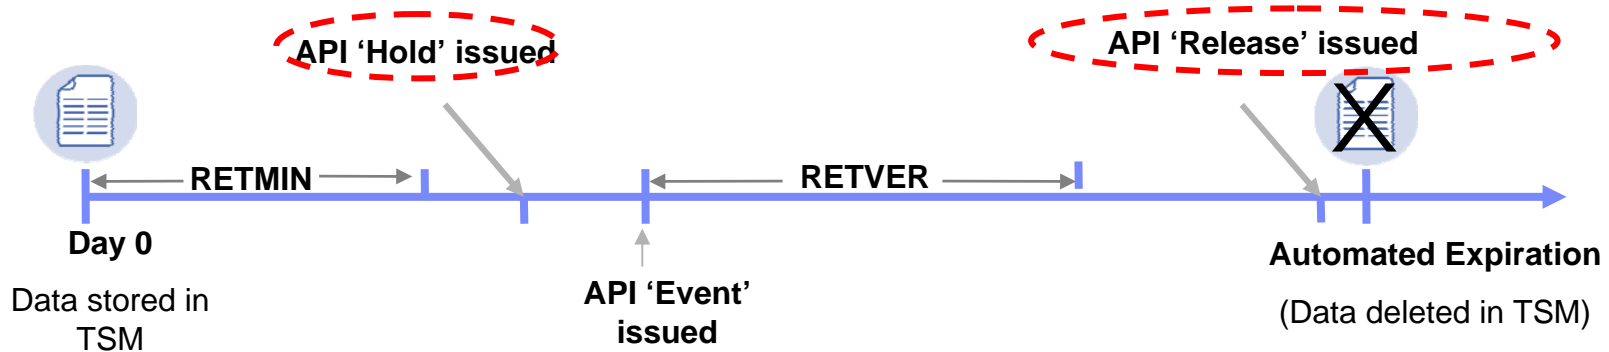 API ‘Hold’ issued
API ‘Release’ issued
RETMIN
RETVER
Day 0
Data stored in
TSM
API ‘Event’
issued
Automated Expiration
(Data deleted in TSM)